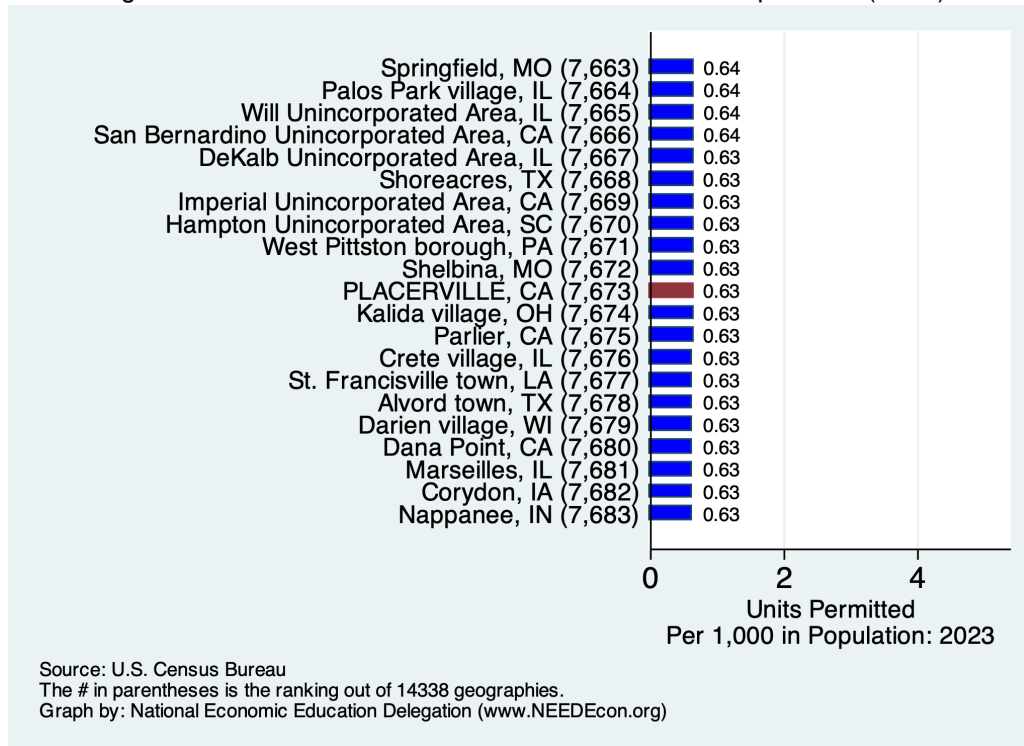 Springfield, MO (7,663) 0.64
Palos Park village, IL (7,664) 0.64
Will Unincorporated Area, IL (7,665) 0.64
San Bernardino Unincorporated Area, CA (7,666) 0.64
DeKalb Unincorporated Area, IL (7,667) 0.63
Shoreacres, TX (7,668) 0.63
Imperial Unincorporated Area, CA (7,669) 0.63
Hampton Unincorporated Area, SC (7,670) 0.63
West Pittston borough, PA (7,671) 0.63
Shelbina, MO (7,672) 0.63
PLACERVILLE, CA (7,673) 0.63
Kalida village, OH (7,674) 0.63
Parlier, CA (7,675) 0.63
Crete village, IL (7,676) 0.63
St. Francisville town, LA (7,677) 0.63
Alvord town, TX (7,678) 0.63
Darien village, WI (7,679) 0.63
Dana Point, CA (7,680) 0.63
Marseilles, IL (7,681) 0.63
Corydon, IA (7,682) 0.63
Nappanee, IN (7,683) 0.63
0 2 4
Units Permitted
Per 1,000 in Population: 2023
Source: U.S. Census Bureau
The # in parentheses is the ranking out of 14338 geographies.
Graph by: National Economic Education Delegation (www.NEEDEcon.org)